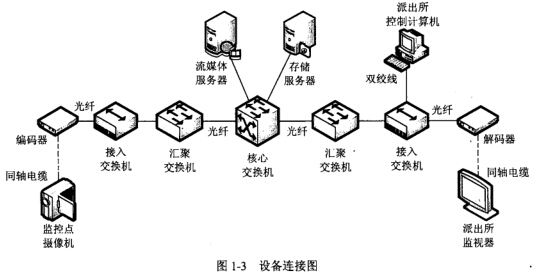 派出所
控制计算机
流媒体
服务器
存储
服务器
双绞线
光纤
光纤
光纤
光纤
编码器
接入
交换机
汇聚
交换机
核心
交换机
汇聚
交换机
接入
交换机
解码器
同轴电缆
同轴电缆
监控点
摄像机
派出所
监视器
图 1-3 设备连接图